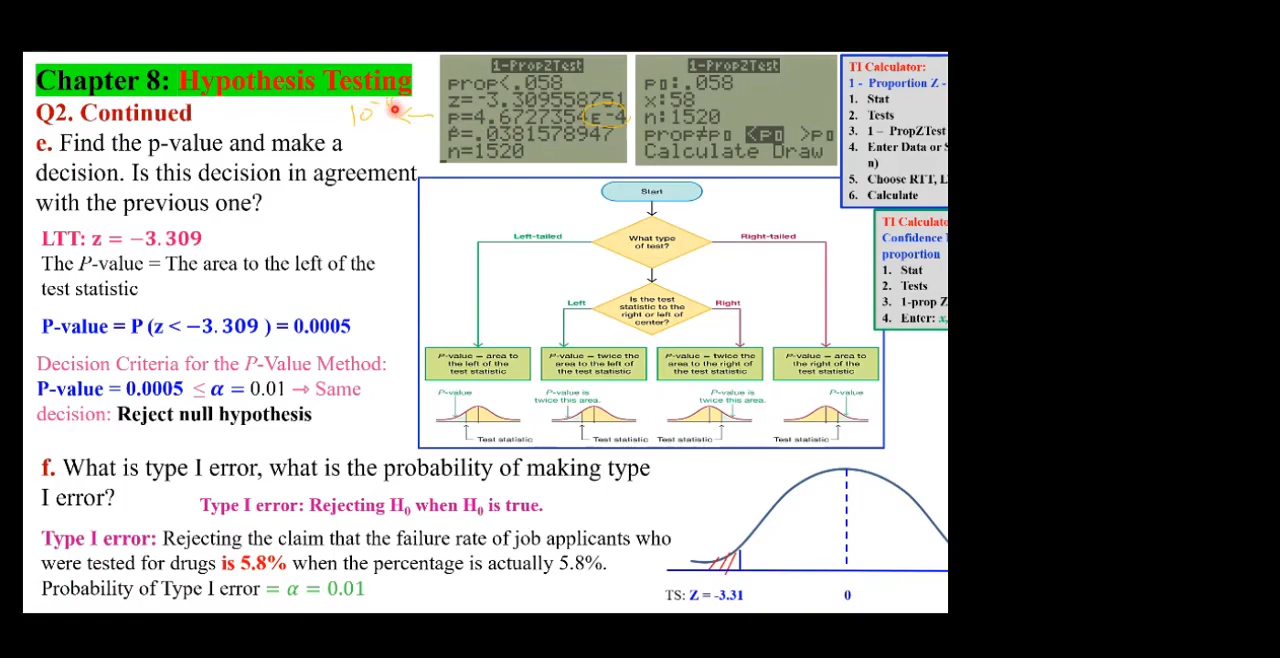 Chapter 8: Hypothesis Testing
Q2. Continued
e. Find the p-value and make a
decision. Is this decision in agreement
with the previous one?
LTT: z = −3.309
The P-value = The area to the left of the
test statistic
P-value = P (z < −3.309 ) = 0.0005
Decision Criteria for the P-Value Method:
P-value = 0.0005 ≤ α = 0.01 ⇒ Same
decision: Reject null hypothesis
1-PropZTest
prop<.058
z=-3.309558751
p=4.6727354E-4
p̂=.0381578947
n=1520
1-PropZTest
p0:.058
x:58
n:1520
prop≠p0 <p0 >p0
Calculate Draw
TI Calculator:
1 - Proportion Z -
1. Stat
2. Tests
3. 1 – PropZTest
4. Enter Data or
n)
5. Choose RTT,
6. Calculate
Confidence
proportion
1. Stat
2. Tests
3. 1-prop Z
4. Enter: x,
Start
What type
of test?
Left-tailed
Right-tailed
Is the test
statistic to the
right or left of
center?
Left
Right
P-value = area to
the left of the
test statistic
P-value = twice the
area to the left of
the test statistic
P-value = twice the
area to the right of
the test statistic
P-value = area to
the right of the
test statistic
P-value
P-value is
twice this area.
P-value is
twice this area.
P-value
Test statistic
Test statistic
Test statistic
Test statistic
f. What is type I error, what is the probability of making type
I error?
Type I error: Rejecting H₀ when H₀ is true.
Type I error: Rejecting the claim that the failure rate of job applicants who
were tested for drugs is 5.8% when the percentage is actually 5.8%.
Probability of Type I error = α = 0.01
TS: Z = -3.31
0